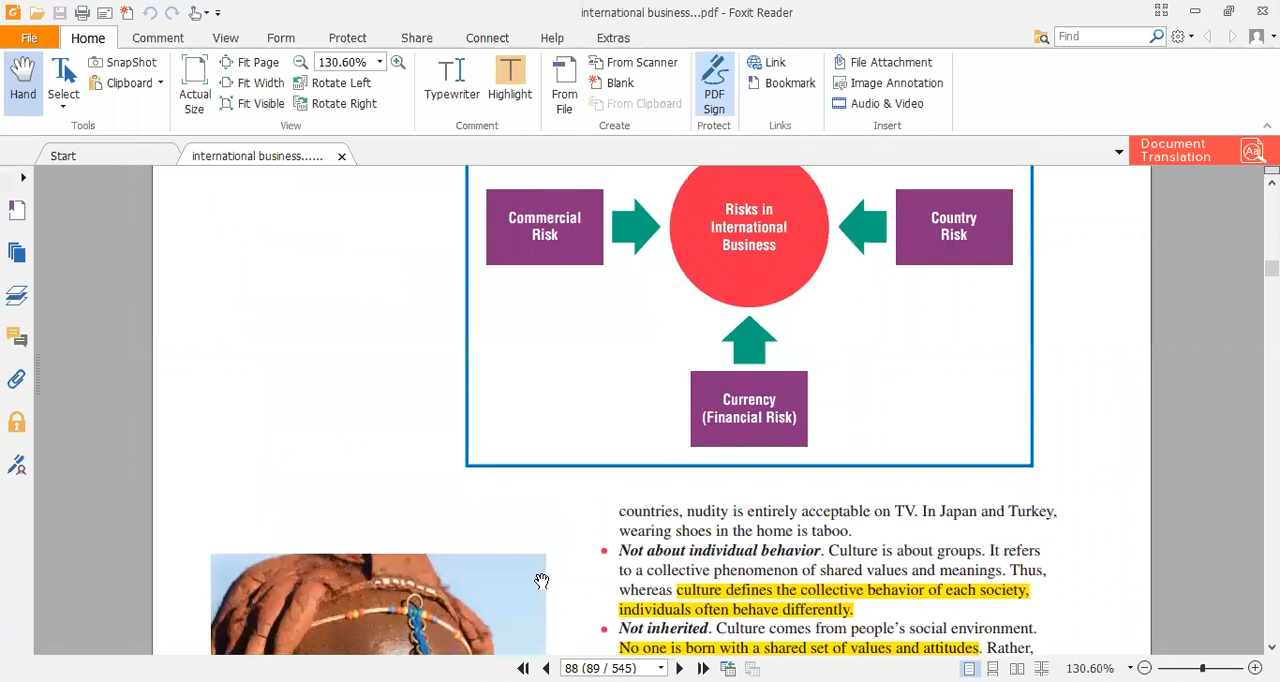 international business...pdf - Foxit Reader
File
Home
Comment
View
Form
Protect
Share
Connect
Help
Extras
Find
Hand
Select
SnapShot
Clipboard
Tools
Actual
Size
Fit Page
Fit Width
Fit Visible
130.60%
Rotate Left
Rotate Right
View
Typewriter
Highlight
Comment
From
File
From Scanner
Blank
From Clipboard
Create
PDF
Sign
Protect
Link
Bookmark
Links
File Attachment
Image Annotation
Audio & Video
Insert
Start
international business......
Document
Translation
Commercial
Risk
Risks in
International
Business
Country
Risk
Currency
(Financial Risk)
countries, nudity is entirely acceptable on TV. In Japan and Turkey,
wearing shoes in the home is taboo.
• Not about individual behavior. Culture is about groups. It refers
to a collective phenomenon of shared values and meanings. Thus,
whereas culture defines the collective behavior of each society,
individuals often behave differently.
• Not inherited. Culture comes from people's social environment.
No one is born with a shared set of values and attitudes. Rather,
88 (89 / 545)
130.60%